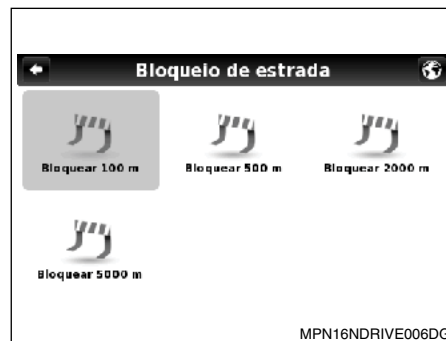 Bloqueio de estrada
Bloquear 100 m
Bloquear 500 m
Bloquear 2000 m
Bloquear 5000 m
MPN16NDRIVE006DG